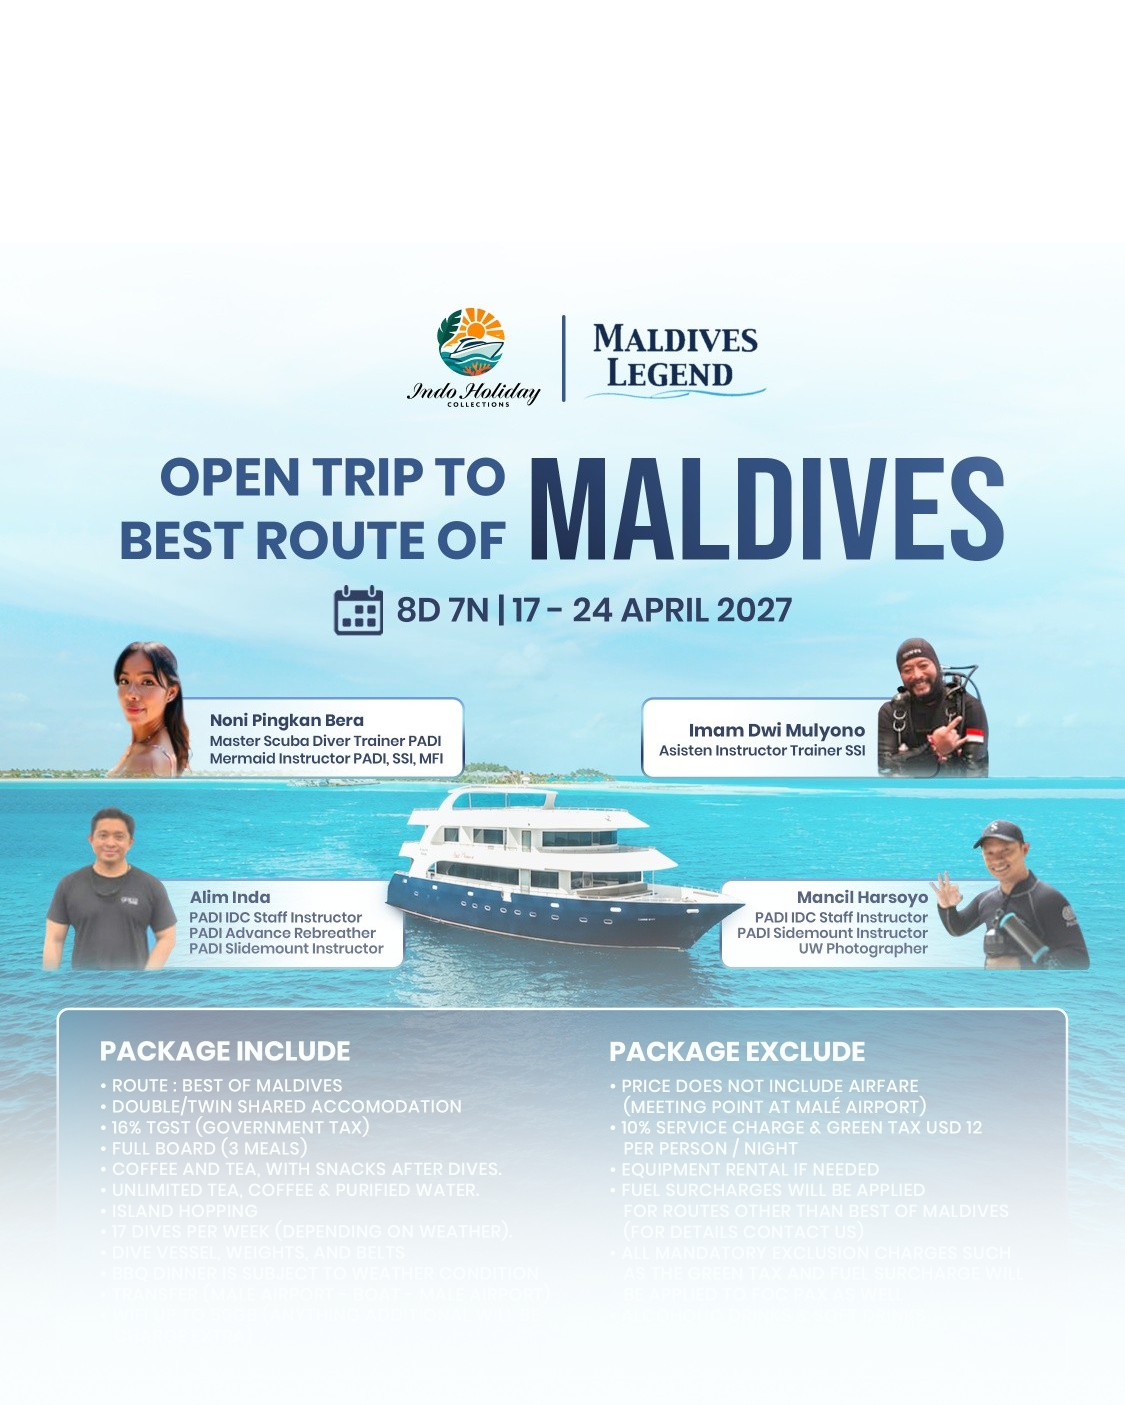 Indo Holiday
COLLECTIONS
MALDIVES
LEGEND
OPEN TRIP TO
BEST ROUTE OF
MALDIVES
8D 7N | 17 - 24 APRIL 2027
Noni Pingkan Bera
Master Scuba Diver Trainer PADI
Mermaid Instructor PADI, SSI, MFI
Imam Dwi Mulyono
Asisten Instructor Trainer SSI
Alim Inda
PADI IDC Staff Instructor
PADI Advance Rebreather
PADI Slidemount Instructor
Mancil Harsoyo
PADI IDC Staff Instructor
PADI Sidemount Instructor
UW Photographer
PACKAGE INCLUDE
• ROUTE : BEST OF MALDIVES
• DOUBLE/TWIN SHARED ACCOMODATION
• 16% TGST (GOVERNMENT TAX)
• FULL BOARD (3 MEALS)
• COFFEE AND TEA, WITH SNACKS AFTER DIVES.
• UNLIMITED TEA, COFFEE & PURIFIED WATER.
• ISLAND HOPPING
• 17 DIVES PER WEEK (DEPENDING ON WEATHER).
• DIVE VESSEL, WEIGHTS, AND BELTS
• BBQ DINNER IS SUBJECT TO WEATHER CONDITION
• TRANSFER (MALE AIRPORT - BOAT - MALE AIRPORT)
PACKAGE EXCLUDE
• PRICE DOES NOT INCLUDE AIRFARE
(MEETING POINT AT MALÉ AIRPORT)
• 10% SERVICE CHARGE & GREEN TAX USD 12
PER PERSON / NIGHT
• EQUIPMENT RENTAL IF NEEDED
• FUEL SURCHARGES WILL BE APPLIED
FOR ROUTES OTHER THAN BEST OF MALDIVES
(FOR DETAILS CONTACT US)
• ALL MANDATORY EXCLUSION CHARGES SUCH
AS THE GREEN TAX AND FUEL SURCHARGE WILL